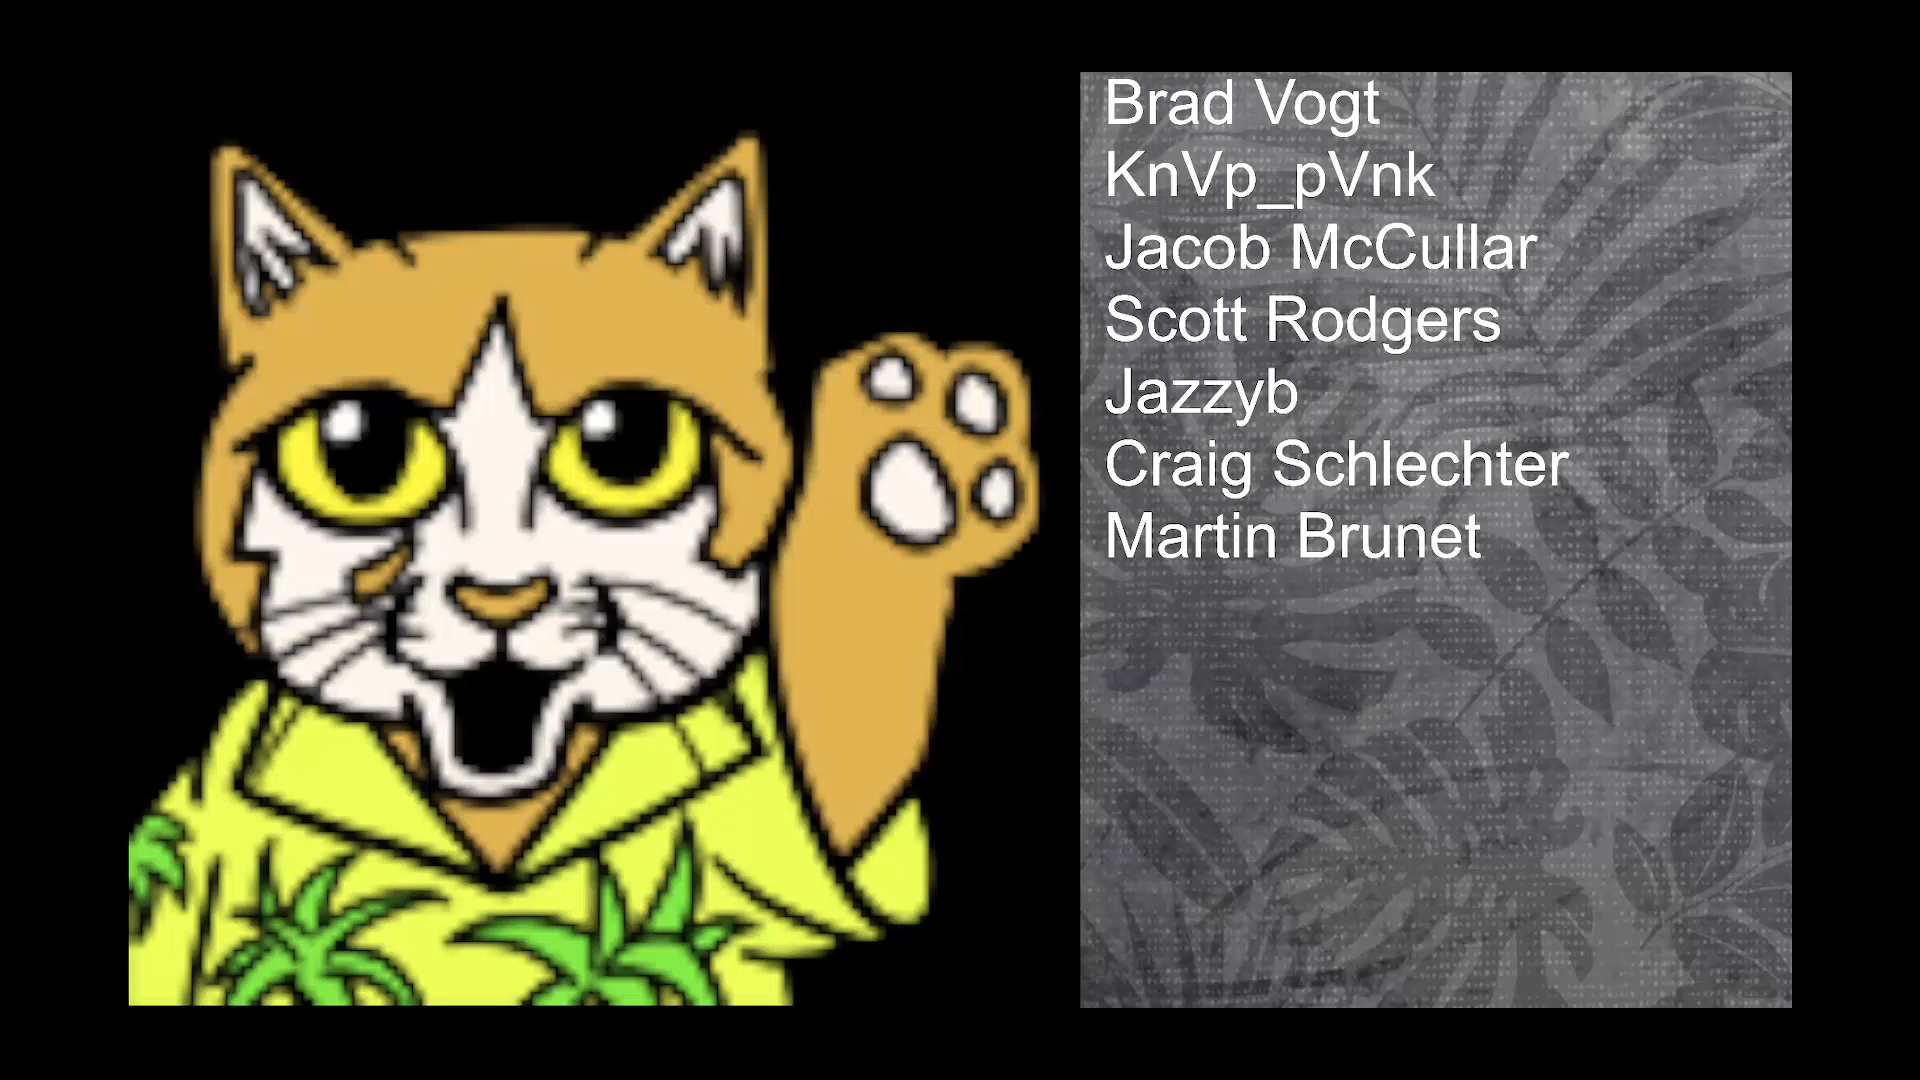 Brad Vogt
KnVp_pVnk
Jacob McCullar
Scott Rodgers
Jazzyb
Craig Schlechter
Martin Brunet